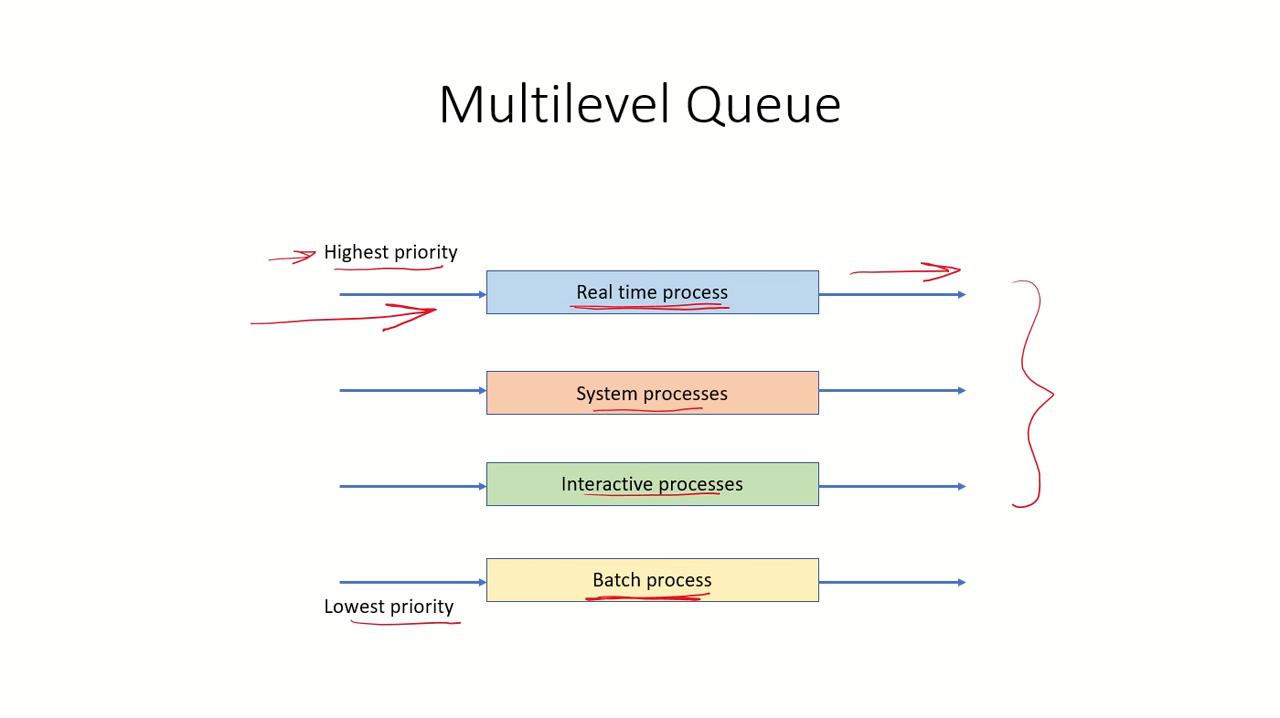 Multilevel Queue
Highest priority
Real time process
System processes
Interactive processes
Batch process
Lowest priority